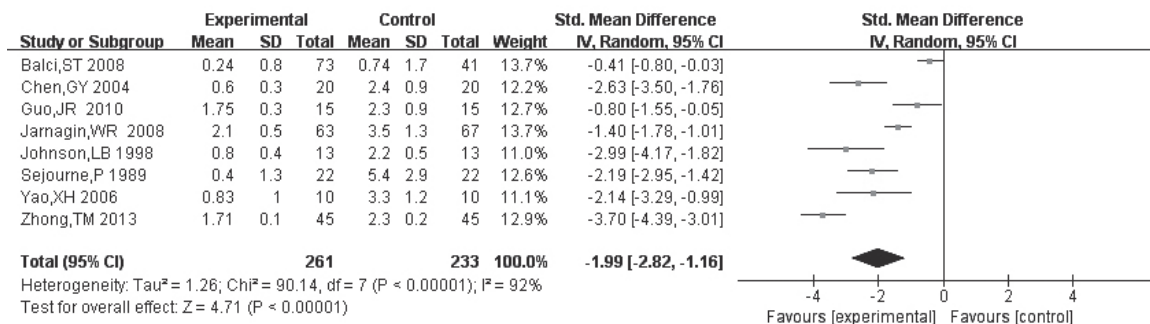 Experimental Control Std. Mean Difference Std. Mean Difference
Study or Subgroup Mean SD Total Mean SD Total Weight IV, Random, 95% CI IV, Random, 95% CI
Balci,ST 2008 0.24 0.8 73 0.74 1.7 41 13.7% -0.41 [-0.80, -0.03]
Chen,GY 2004 0.6 0.3 20 2.4 0.9 20 12.2% -2.63 [-3.50, -1.76]
Guo,JR 2010 1.75 0.3 15 2.3 0.9 15 12.7% -0.80 [-1.55, -0.05]
Jarnagin,WR 2008 2.1 0.5 63 3.5 1.3 67 13.7% -1.40 [-1.78, -1.01]
Johnson,LB 1998 0.8 0.4 13 2.2 0.5 13 11.0% -2.99 [-4.17, -1.82]
Sejourne,P 1989 0.4 1.3 22 5.4 2.9 22 12.6% -2.19 [-2.95, -1.42]
Yao,XH 2006 0.83 1 10 3.3 1.2 10 11.1% -2.14 [-3.29, -0.99]
Zhong,TM 2013 1.71 0.1 45 2.3 0.2 45 12.9% -3.70 [-4.39, -3.01]
Total (95% CI) 261 233 100.0% -1.99 [-2.82, -1.16]
Heterogeneity: Tau² = 1.26; Chi² = 90.14, df = 7 (P < 0.00001); I² = 92%
Test for overall effect: Z = 4.71 (P < 0.00001)
-4 -2 0 2 4
Favours [experimental] Favours [control]